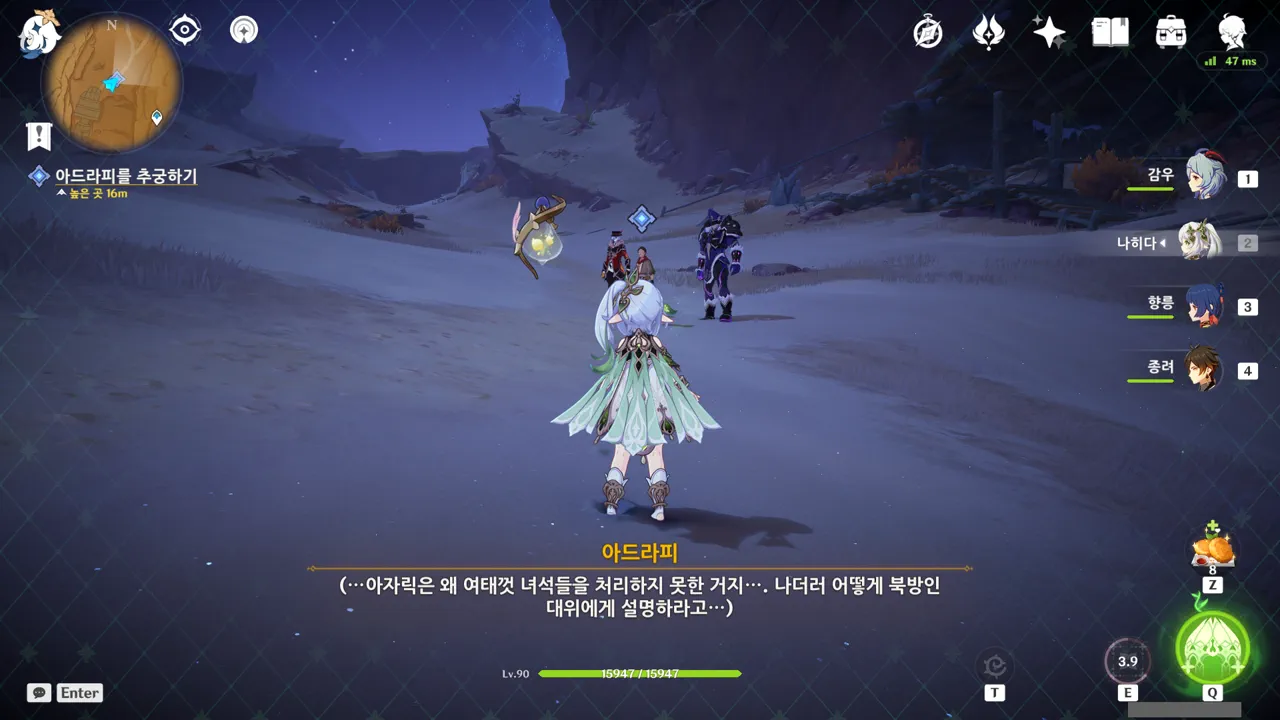 N
47 ms
아드라피를 추궁하기
높은 곳 16m
감우
1
나히다
2
향릉
3
종려
4
아드라피
(…아자릭은 왜 여태껏 녀석들을 처리하지 못한 거지…. 나더러 어떻게 북방인
대위에게 설명하라고…)
8
Z
Lv.90
15947 / 15947
3.9
Enter
T
E
Q